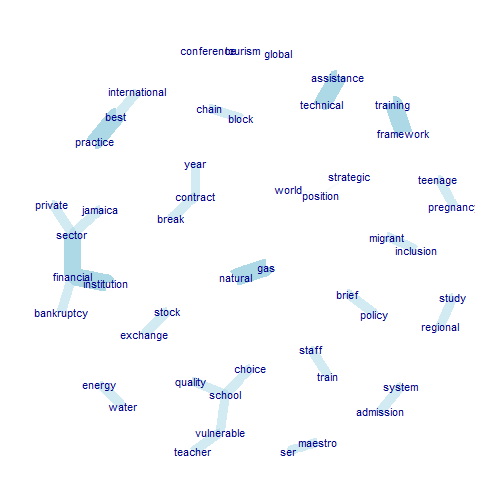 conference tourism global
assistance
international
technical
training
chain
block
best
framework
practice
year
strategic
teenage
world
position
contract
private
jamaica
break
pregnanc
sector
migrant
inclusion
gas
financial
natural
institution
brief
study
bankruptcy
stock
policy
regional
exchange
staff
choice
train
quality
energy
school
system
water
admission
vulnerable
maestro
teacher
ser